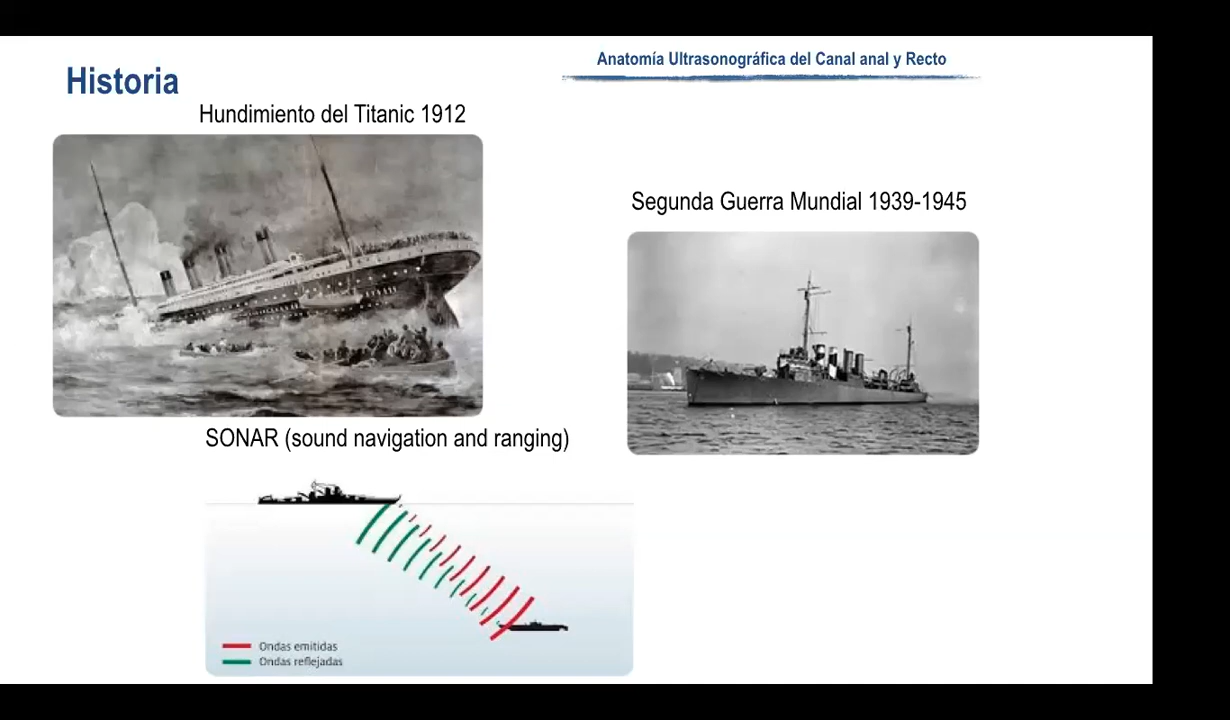 Anatomía Ultrasonográfica del Canal anal y Recto
Historia
Hundimiento del Titanic 1912
Segunda Guerra Mundial 1939-1945
SONAR (sound navigation and ranging)
Ondas emitidas
Ondas reflejadas